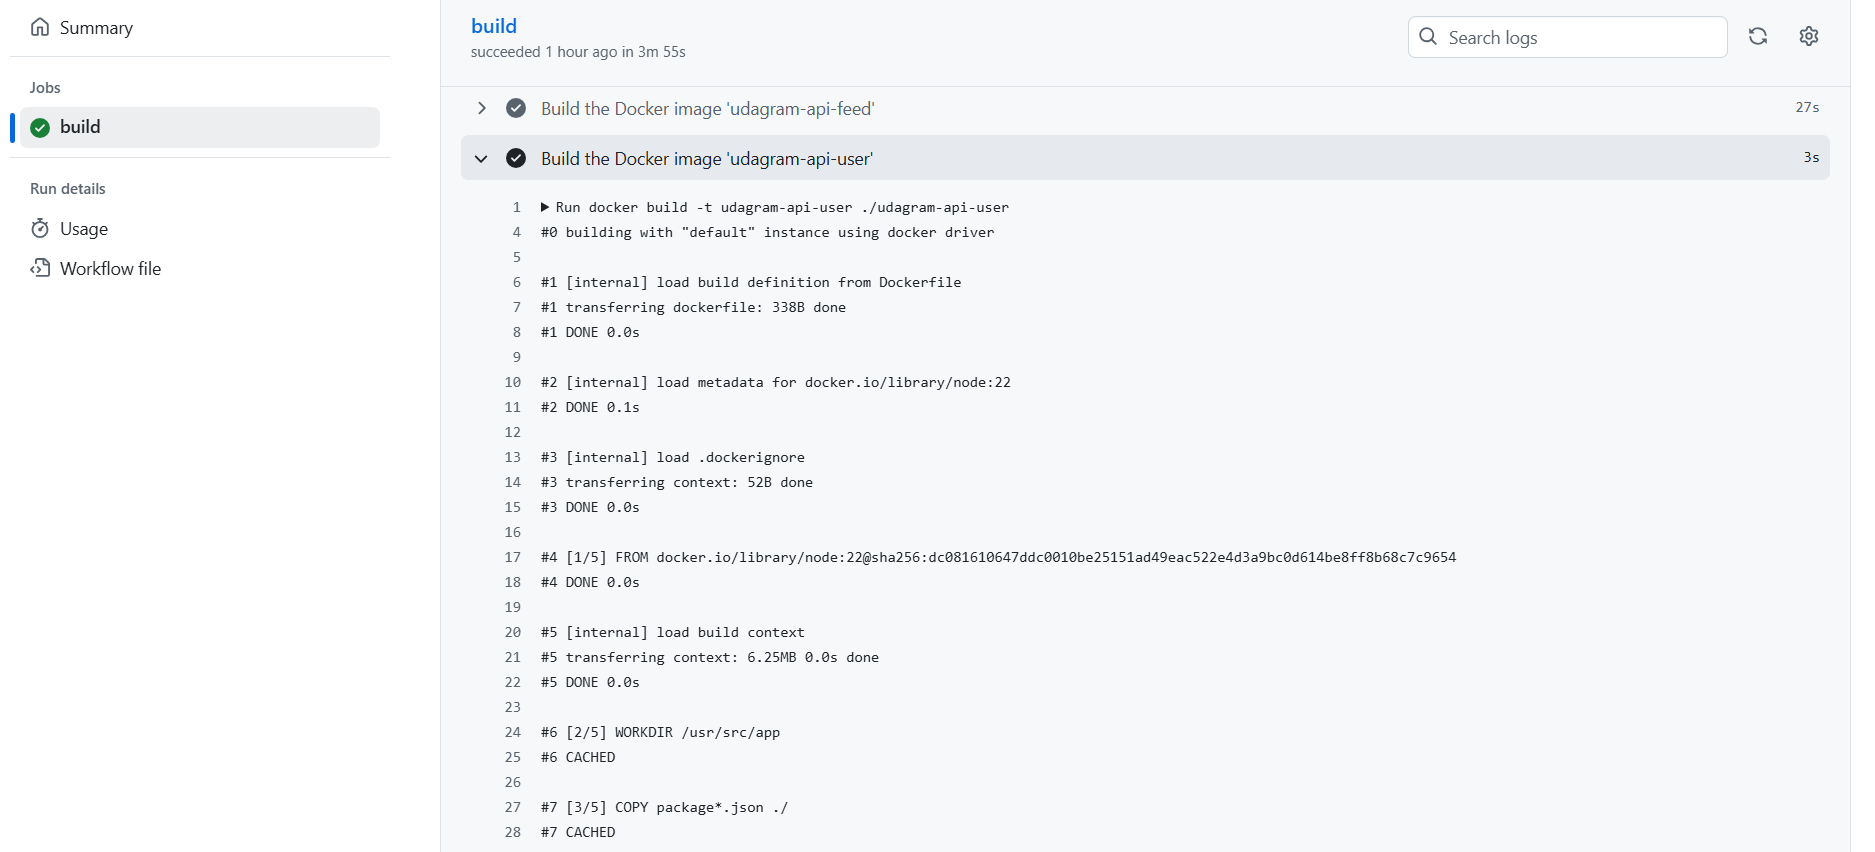 Summary
Jobs
build
Run details
Usage
Workflow file
build
succeeded 1 hour ago in 3m 55s
Search logs
Build the Docker image 'udagram-api-feed' 27s
Build the Docker image 'udagram-api-user' 3s
1 Run docker build -t udagram-api-user ./udagram-api-user
4 #0 building with "default" instance using docker driver
5
6 #1 [internal] load build definition from Dockerfile
7 #1 transferring dockerfile: 338B done
8 #1 DONE 0.0s
9
10 #2 [internal] load metadata for docker.io/library/node:22
11 #2 DONE 0.1s
12
13 #3 [internal] load .dockerignore
14 #3 transferring context: 52B done
15 #3 DONE 0.0s
16
17 #4 [1/5] FROM docker.io/library/node:22@sha256:dc081610647ddc0010be25151ad49eac522e4d3a9bc0d614be8ff8b68c7c9654
18 #4 DONE 0.0s
19
20 #5 [internal] load build context
21 #5 transferring context: 6.25MB 0.0s done
22 #5 DONE 0.0s
23
24 #6 [2/5] WORKDIR /usr/src/app
25 #6 CACHED
26
27 #7 [3/5] COPY package*.json ./
28 #7 CACHED